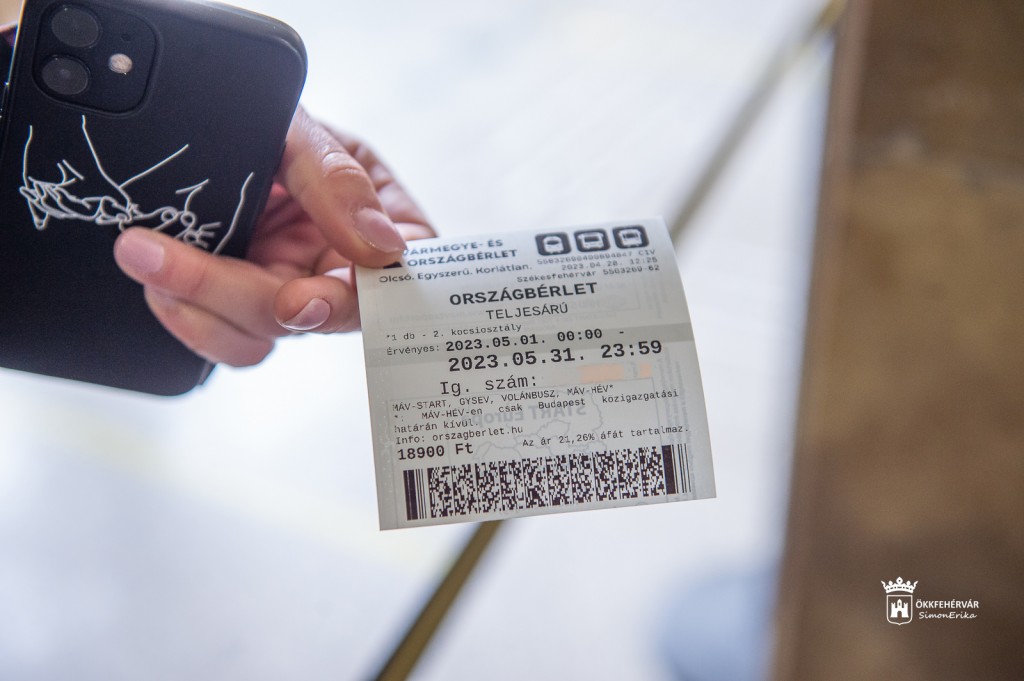 VÁRMEGYE- ÉS
ORSZÁGBÉRLET
Olcsó. Egyszerű. Korlátlan.
2023.04.28. 12:26
Székesfehérvár 5503269-62
ORSZÁGBÉRLET
TELJESÁRÚ
*1 db - 2. kocsiosztály
Érvényes: 2023.05.01. 00:00 -
2023.05.31. 23:59
Ig. szám:
MÁV-START, GYSEV, VOLÁNBUSZ, MÁV-HÉV*
*: MÁV-HÉV-en csak Budapest közigazgatási
határán kívül.
Info: orszagberlet.hu
18900 Ft Az ár 21,26% áfát tartalmaz.
ÖKKFEHÉRVÁR
SimonErika